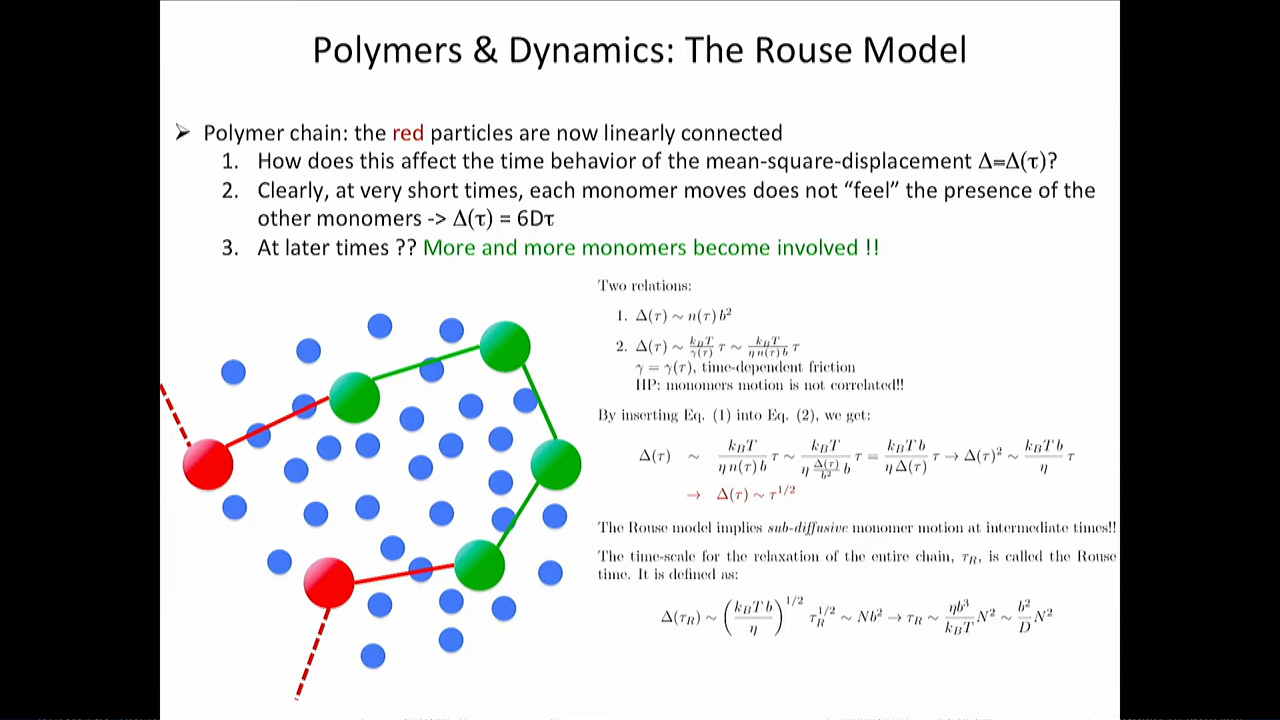 Polymers & Dynamics: The Rouse Model
➢ Polymer chain: the red particles are now linearly connected
1. How does this affect the time behavior of the mean-square-displacement Δ=Δ(τ)?
2. Clearly, at very short times, each monomer moves does not “feel” the presence of the
other monomers -> Δ(τ) = 6Dτ
3. At later times ?? More and more monomers become involved !!
Two relations:
1. Δ(τ) ~ n(τ) b²
2. Δ(τ) ~ k_BT/γ(τ) τ ~ k_BT/(η n(τ) b) τ
γ = γ(τ), time-dependent friction
HP: monomers motion is not correlated!!
By inserting Eq. (1) into Eq. (2), we get:
Δ(τ) ~ k_BT/(η n(τ) b) τ ~ k_BT/(η (Δ(τ)/b²) b) τ = k_BT b/(η Δ(τ)) τ → Δ(τ)² ~ (k_BT b/η) τ
→ Δ(τ) ~ τ^{1/2}
The Rouse model implies sub-diffusive monomer motion at intermediate times!!
The time-scale for the relaxation of the entire chain, τ_R, is called the Rouse
time. It is defined as:
Δ(τ_R) ~ (k_BT b/η)^{1/2} τ_R^{1/2} ~ Nb² → τ_R ~ (ηb³/k_BT) N² ~ (b²/D) N²